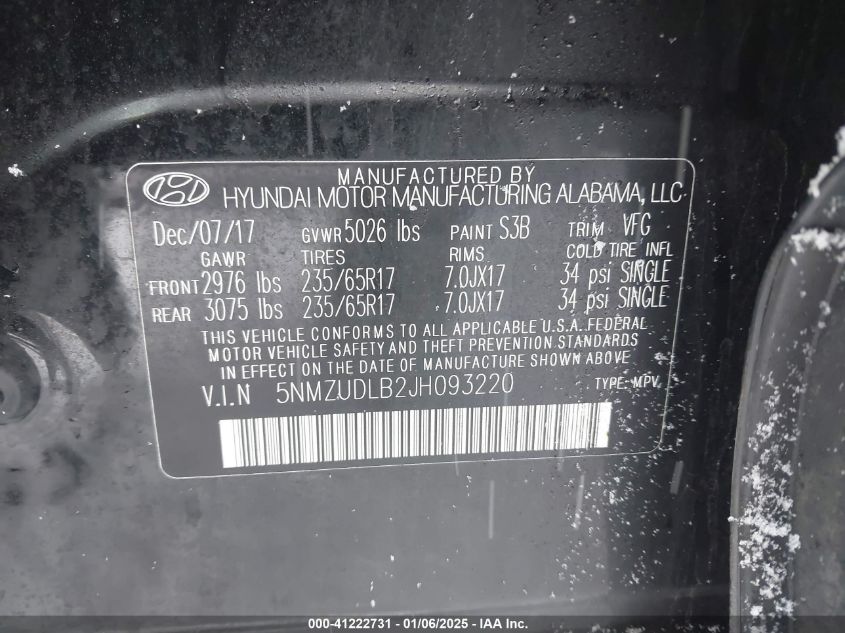 MANUFACTURED BY
HYUNDAI MOTOR MANUFACTURING ALABAMA, LLC
Dec/07/17 GVWR 5026 lbs PAINT S3B TRIM VFG
GAWR TIRES RIMS COLD TIRE INFL
FRONT 2976 lbs 235/65R17 7.0JX17 34 psi SINGLE
REAR 3075 lbs 235/65R17 7.0JX17 34 psi SINGLE
THIS VEHICLE CONFORMS TO ALL APPLICABLE U.S.A. FEDERAL
MOTOR VEHICLE SAFETY AND THEFT PREVENTION STANDARDS
IN EFFECT ON THE DATE OF MANUFACTURE SHOWN ABOVE
V.I.N 5NMZUDLB2JH093220 TYPE: MPV
000-41222731 - 01/06/2025 - IAA Inc.